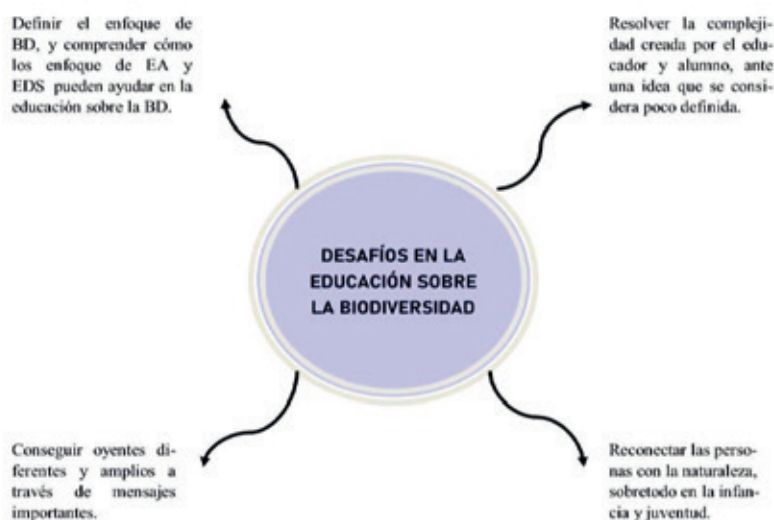 Definir el enfoque de
BD, y comprender cómo
los enfoque de EA y
EDS pueden ayudar en la
educación sobre la BD.
Resolver la compleji-
dad creada por el edu-
cador y alumno, ante
una idea que se consi-
dera poco definida.
DESAFÍOS EN LA
EDUCACIÓN SOBRE
LA BIODIVERSIDAD
Conseguir oyentes di-
ferentes y amplios a
través de mensajes
importantes.
Reconectar las perso-
nas con la naturaleza,
sobretodo en la infan-
cia y juventud.